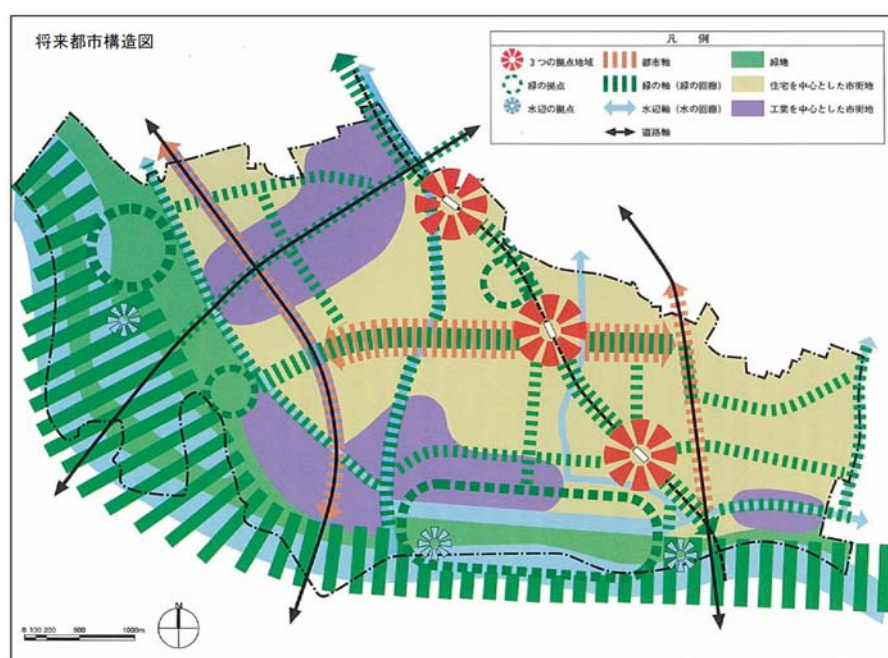 将来都市構造図
凡 例
3つの拠点地域
都市軸
緑地
緑の拠点
緑の軸(緑の回廊)
住宅を中心とした市街地
水辺の拠点
水辺軸(水の回廊)
工業を中心とした市街地
道路軸
N
0 100 200 500 1000m